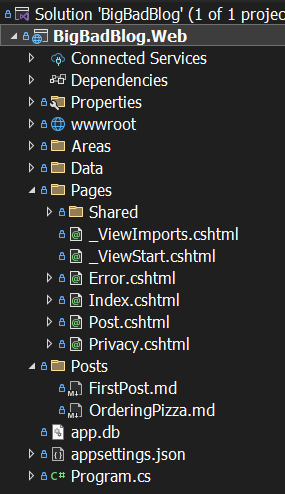 Solution 'BigBadBlog' (1 of 1 projec
BigBadBlog.Web
Connected Services
Dependencies
Properties
wwwroot
Areas
Data
Pages
Shared
_ViewImports.cshtml
_ViewStart.cshtml
Error.cshtml
Index.cshtml
Post.cshtml
Privacy.cshtml
Posts
FirstPost.md
OrderingPizza.md
app.db
appsettings.json
C# Program.cs